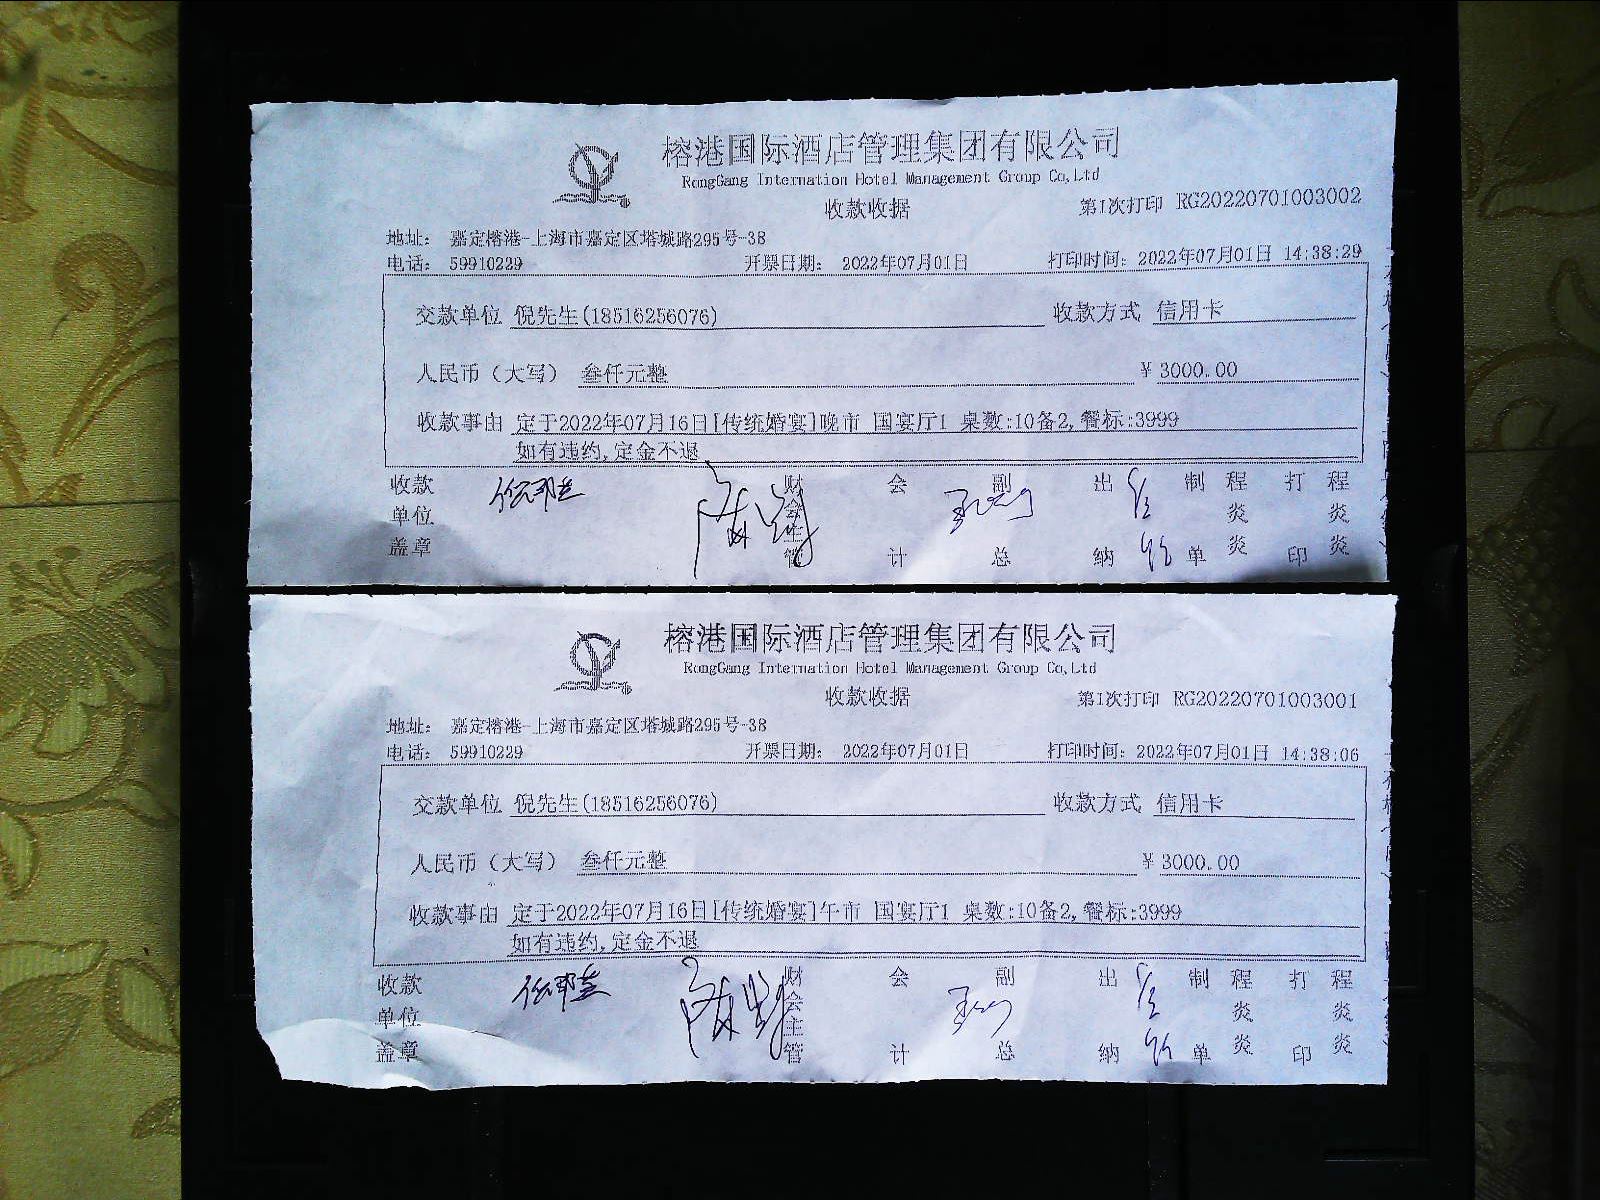 榕港国际酒店管理集团有限公司
RongGang Internation Hotel Management Group Co,Ltd
收款收据 第1次打印 RG20220701003002
地址： 嘉定榕港-上海市嘉定区塔城路295号-38
电话： 59910229 开票日期： 2022年07月01日 打印时间：2022年07月01日 14:38:29
交款单位 倪先生(18516256076) 收款方式 信用卡
人民币（大写） 叁仟元整 ¥ 3000.00
收款事由 定于2022年07月16日[传统婚宴]晚市 国宴厅1 桌数:10备2,餐标:3999
如有违约,定金不退
收款单位盖章 财会主管 会计 副总 出纳 制单 程炎炎 打印 程炎炎
榕港国际酒店管理集团有限公司
RongGang Internation Hotel Management Group Co,Ltd
收款收据 第1次打印 RG20220701003001
地址： 嘉定榕港-上海市嘉定区塔城路295号-38
电话： 59910229 开票日期： 2022年07月01日 打印时间：2022年07月01日 14:38:06
交款单位 倪先生(18516256076) 收款方式 信用卡
人民币（大写） 叁仟元整 ¥ 3000.00
收款事由 定于2022年07月16日[传统婚宴]午市 国宴厅1 桌数:10备2,餐标:3999
如有违约,定金不退
收款单位盖章 财会主管 会计 副总 出纳 制单 程炎炎 打印 程炎炎